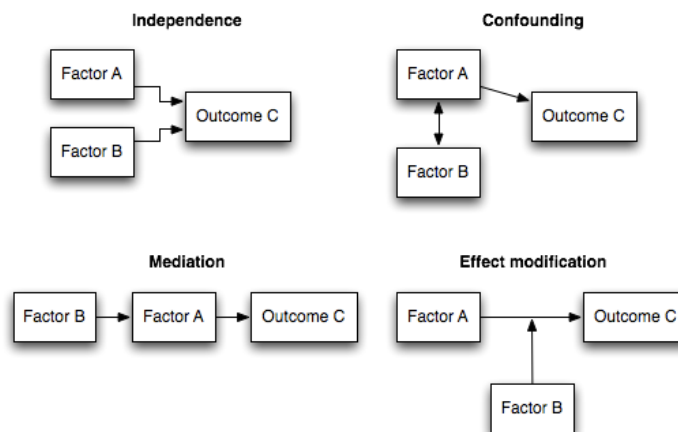 Independence
Factor A
Factor B
Outcome C
Confounding
Factor A
Outcome C
Factor B
Mediation
Factor B
Factor A
Outcome C
Effect modification
Factor A
Outcome C
Factor B